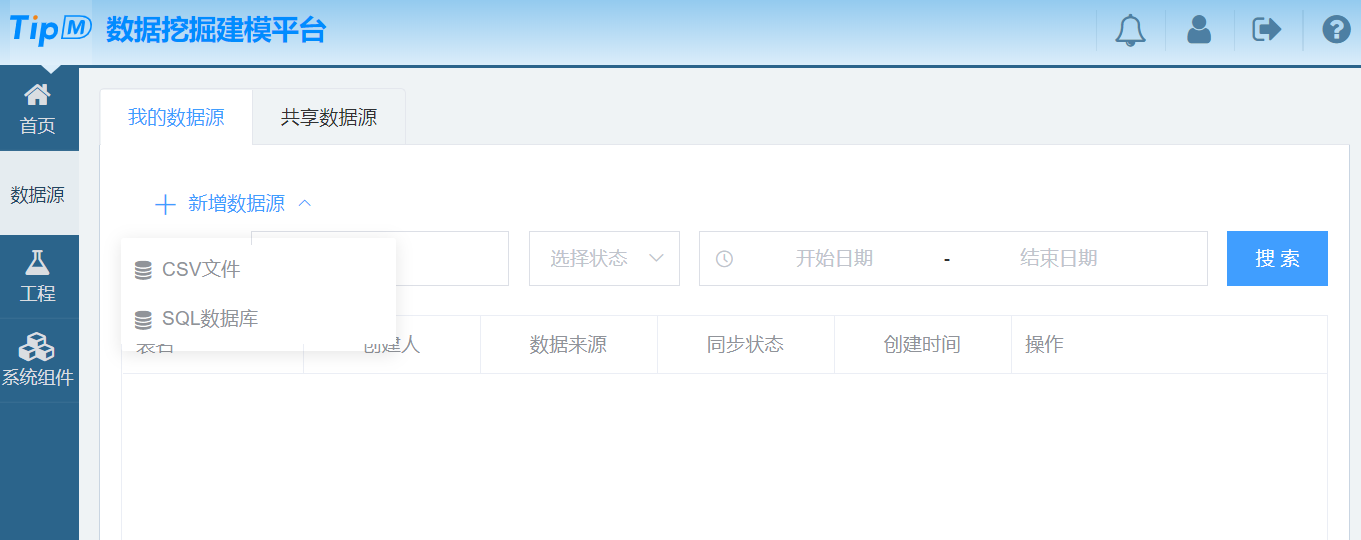 TipDM 数据挖掘建模平台
首页
数据源
工程
系统组件
我的数据源 共享数据源
新增数据源
CSV文件
SQL数据库
选择状态 开始日期 - 结束日期 搜 索
表名 创建人 数据来源 同步状态 创建时间 操作